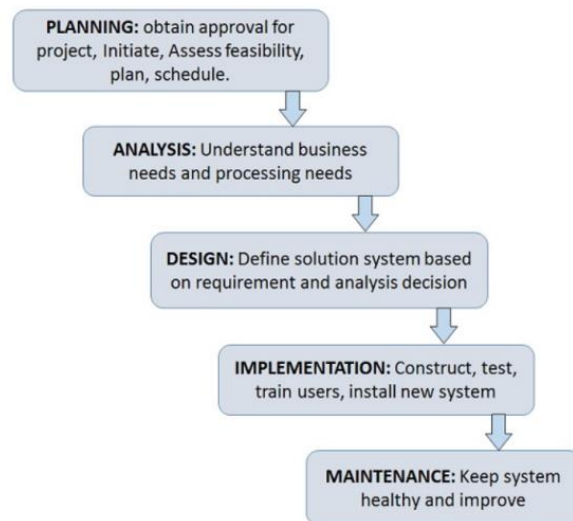 PLANNING: obtain approval for
project, Initiate, Assess feasibility,
plan, schedule.
ANALYSIS: Understand business
needs and processing needs
DESIGN: Define solution system based
on requirement and analysis decision
IMPLEMENTATION: Construct, test,
train users, install new system
MAINTENANCE: Keep system
healthy and improve